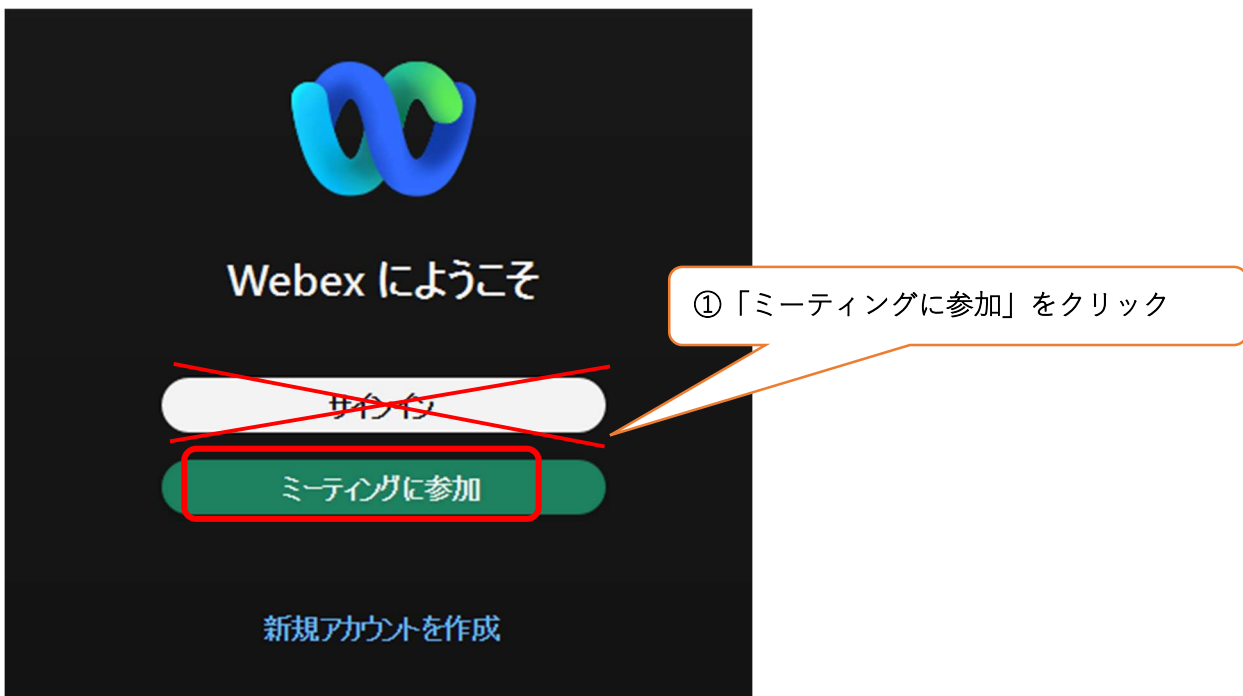 Webex にようこそ
①「ミーティングに参加」をクリック
サインイン
ミーティングに参加
新規アカウントを作成